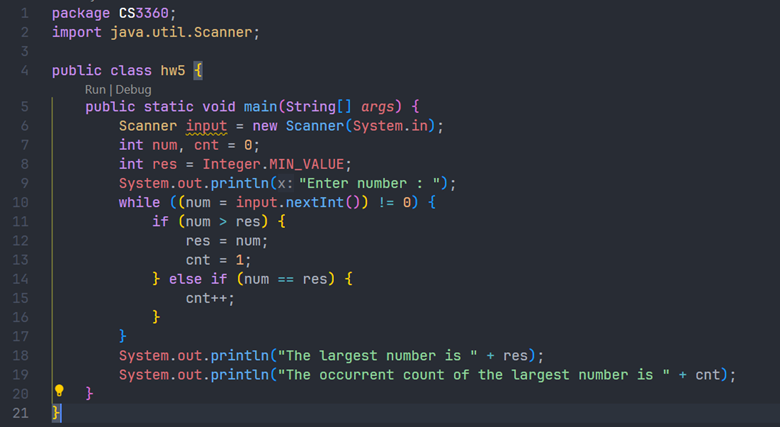 1 package CS3360;
2 import java.util.Scanner;
3
4 public class hw5 {
Run | Debug
5 public static void main(String[] args) {
6 Scanner input = new Scanner(System.in);
7 int num, cnt = 0;
8 int res = Integer.MIN_VALUE;
9 System.out.println(x: "Enter number : ");
10 while ((num = input.nextInt()) != 0) {
11 if (num > res) {
12 res = num;
13 cnt = 1;
14 } else if (num == res) {
15 cnt++;
16 }
17 }
18 System.out.println("The largest number is " + res);
19 System.out.println("The occurrent count of the largest number is " + cnt);
20 }
21 }